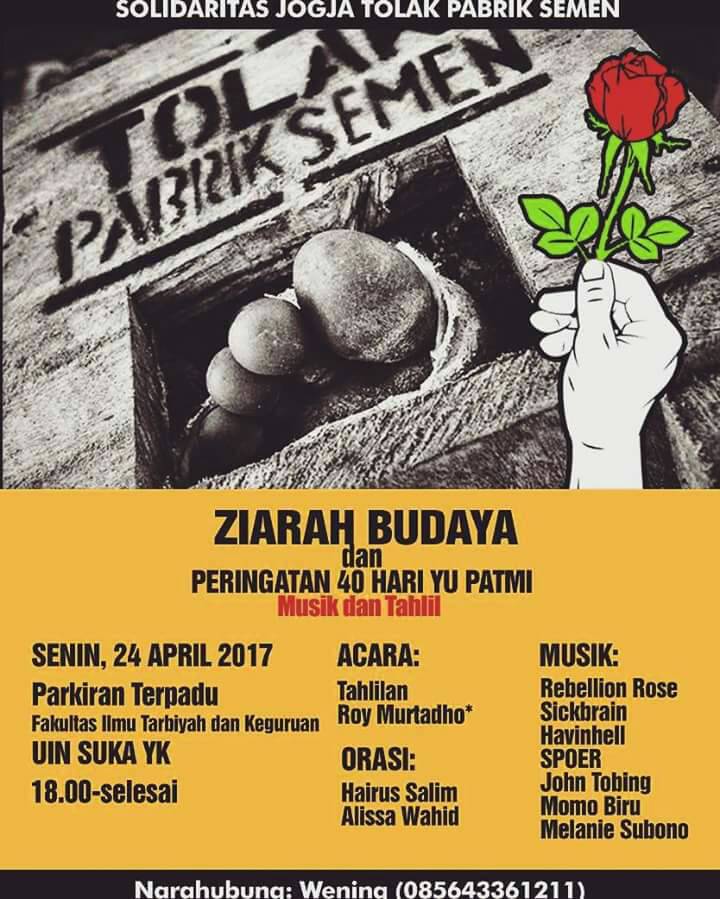 SOLIDARITAS JOGJA TOLAK PABRIK SEMEN
TOLAK
PABRIK SEMEN
ZIARAH BUDAYA
dan
PERINGATAN 40 HARI YU PATMI
Musik dan Tahlil
SENIN, 24 APRIL 2017
Parkiran Terpadu
Fakultas Ilmu Tarbiyah dan Keguruan
UIN SUKA YK
18.00-selesai
ACARA:
Tahlilan
Roy Murtadho*
ORASI:
Hairus Salim
Alissa Wahid
MUSIK:
Rebellion Rose
Sickbrain
Havinhell
SPOER
John Tobing
Momo Biru
Melanie Subono
Narahubung: Wening (085643361211)